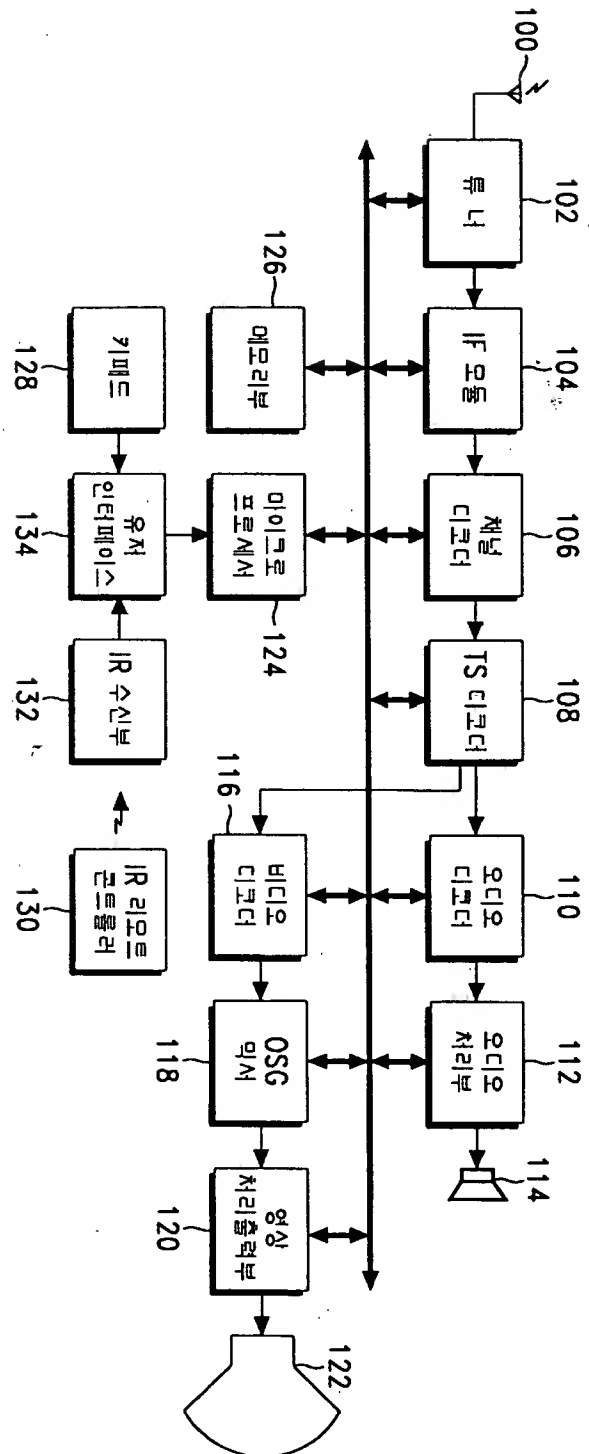 100
102
튜 너
104
IF 모듈
106
채널
디코더
108
TS 디코더
110
오디오
디코더
112
오디오
처리부
114
126
메모리부
마이크로
프로세서
124
116
비디오
디코더
OSG
믹서
118
영상
처리출력부
120
122
키패드
128
유저
인터페이스
134
IR 수신부
132
IR 리모트
콘트롤러
130